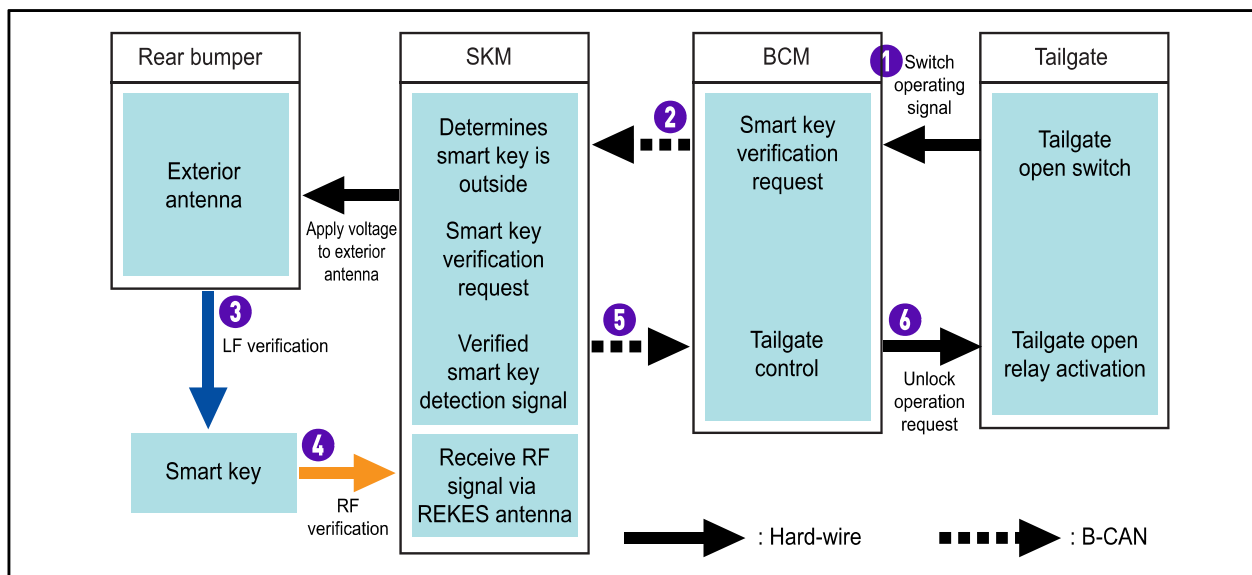 Rear bumper
Exterior
antenna
3
LF verification
Smart key
4
RF
verification
SKM
Determines
smart key is
outside
Apply voltage
to exterior
antenna
Smart key
verification
request
Verified
smart key
detection signal
Receive RF
signal via
REKES antenna
2
5
BCM
Smart key
verification
request
Tailgate
control
1
Switch
operating
signal
6
Unlock
operation
request
Tailgate
Tailgate
open switch
Tailgate open
relay activation
: Hard-wire
: B-CAN